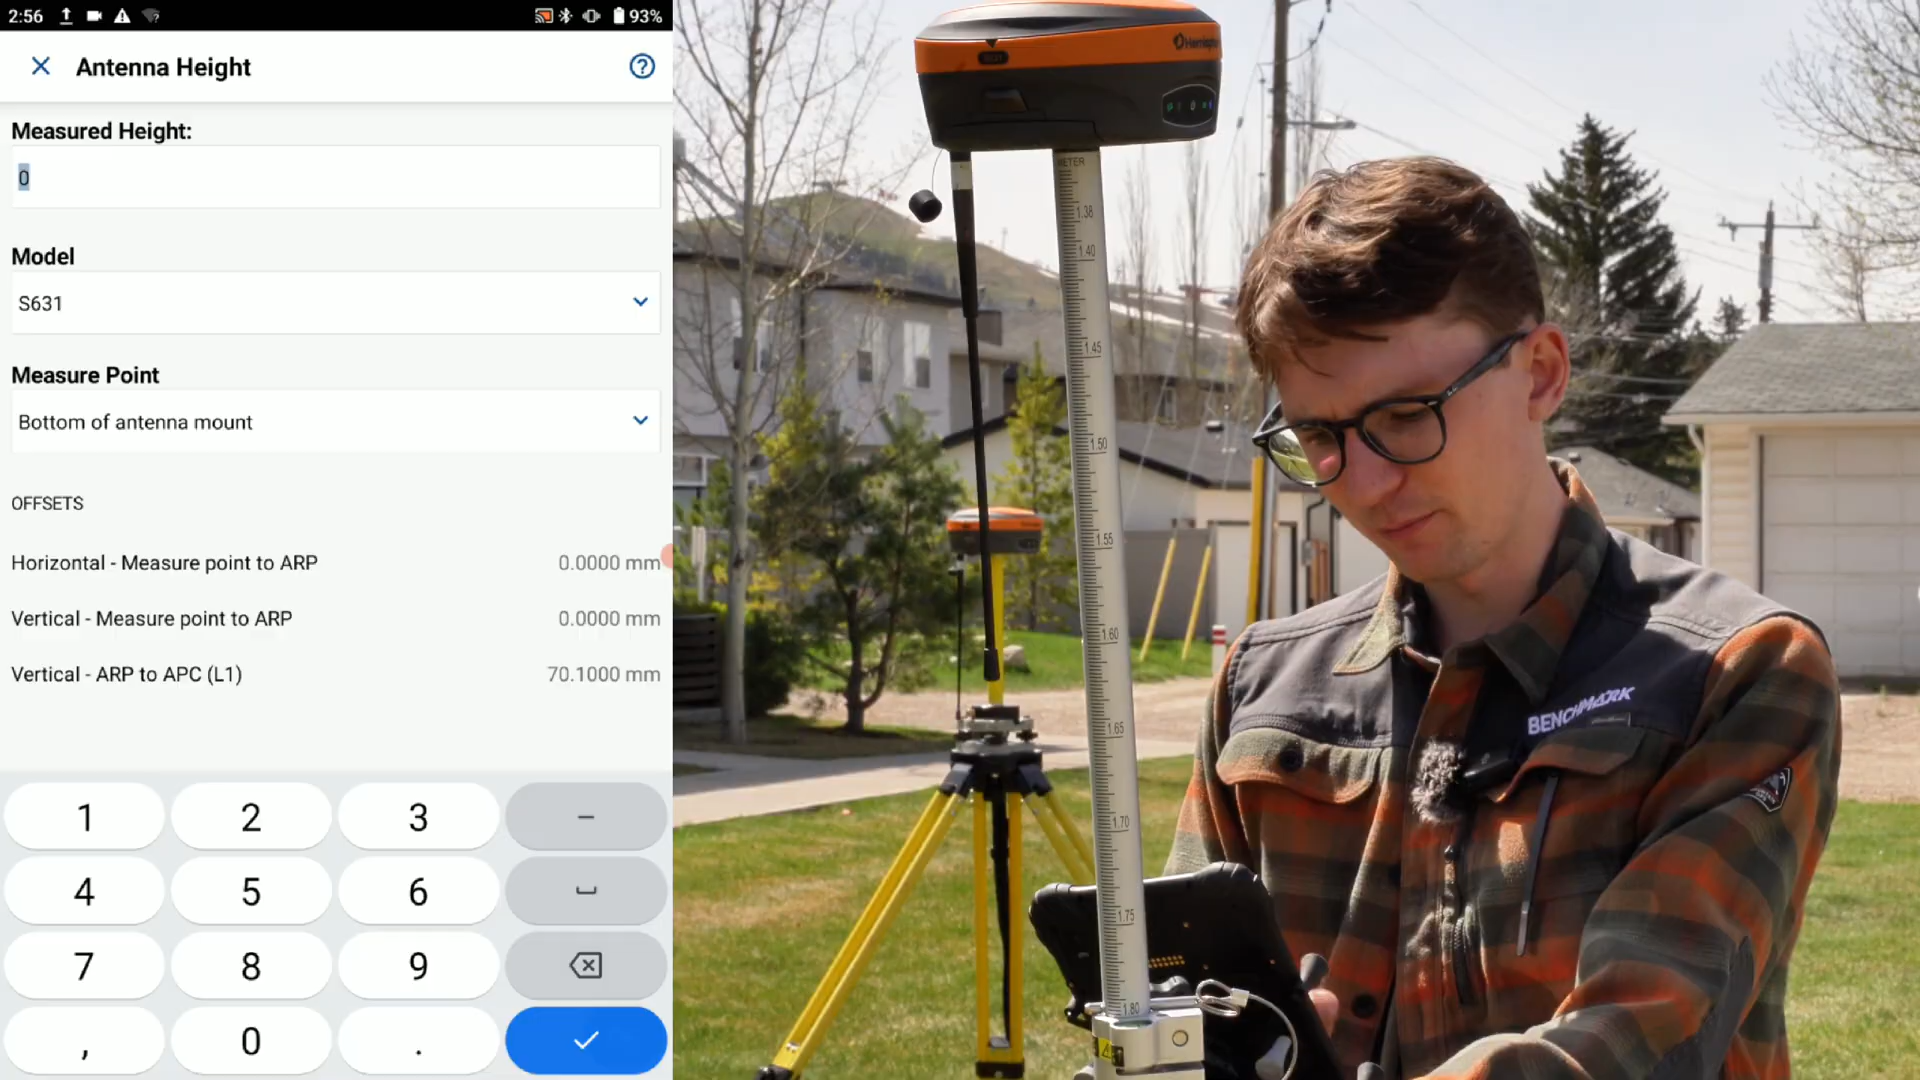 2:56
93%
Antenna Height
Measured Height:
0
Model
S631
Measure Point
Bottom of antenna mount
OFFSETS
Horizontal - Measure point to ARP
0.0000 mm
Vertical - Measure point to ARP
0.0000 mm
Vertical - ARP to APC (L1)
70.1000 mm
1 2 3 –
4 5 6
7 8 9
, 0 .
METER
1.38
1.40
1.45
1.50
1.55
1.60
1.65
1.70
1.75
1.80
BENCHMARK